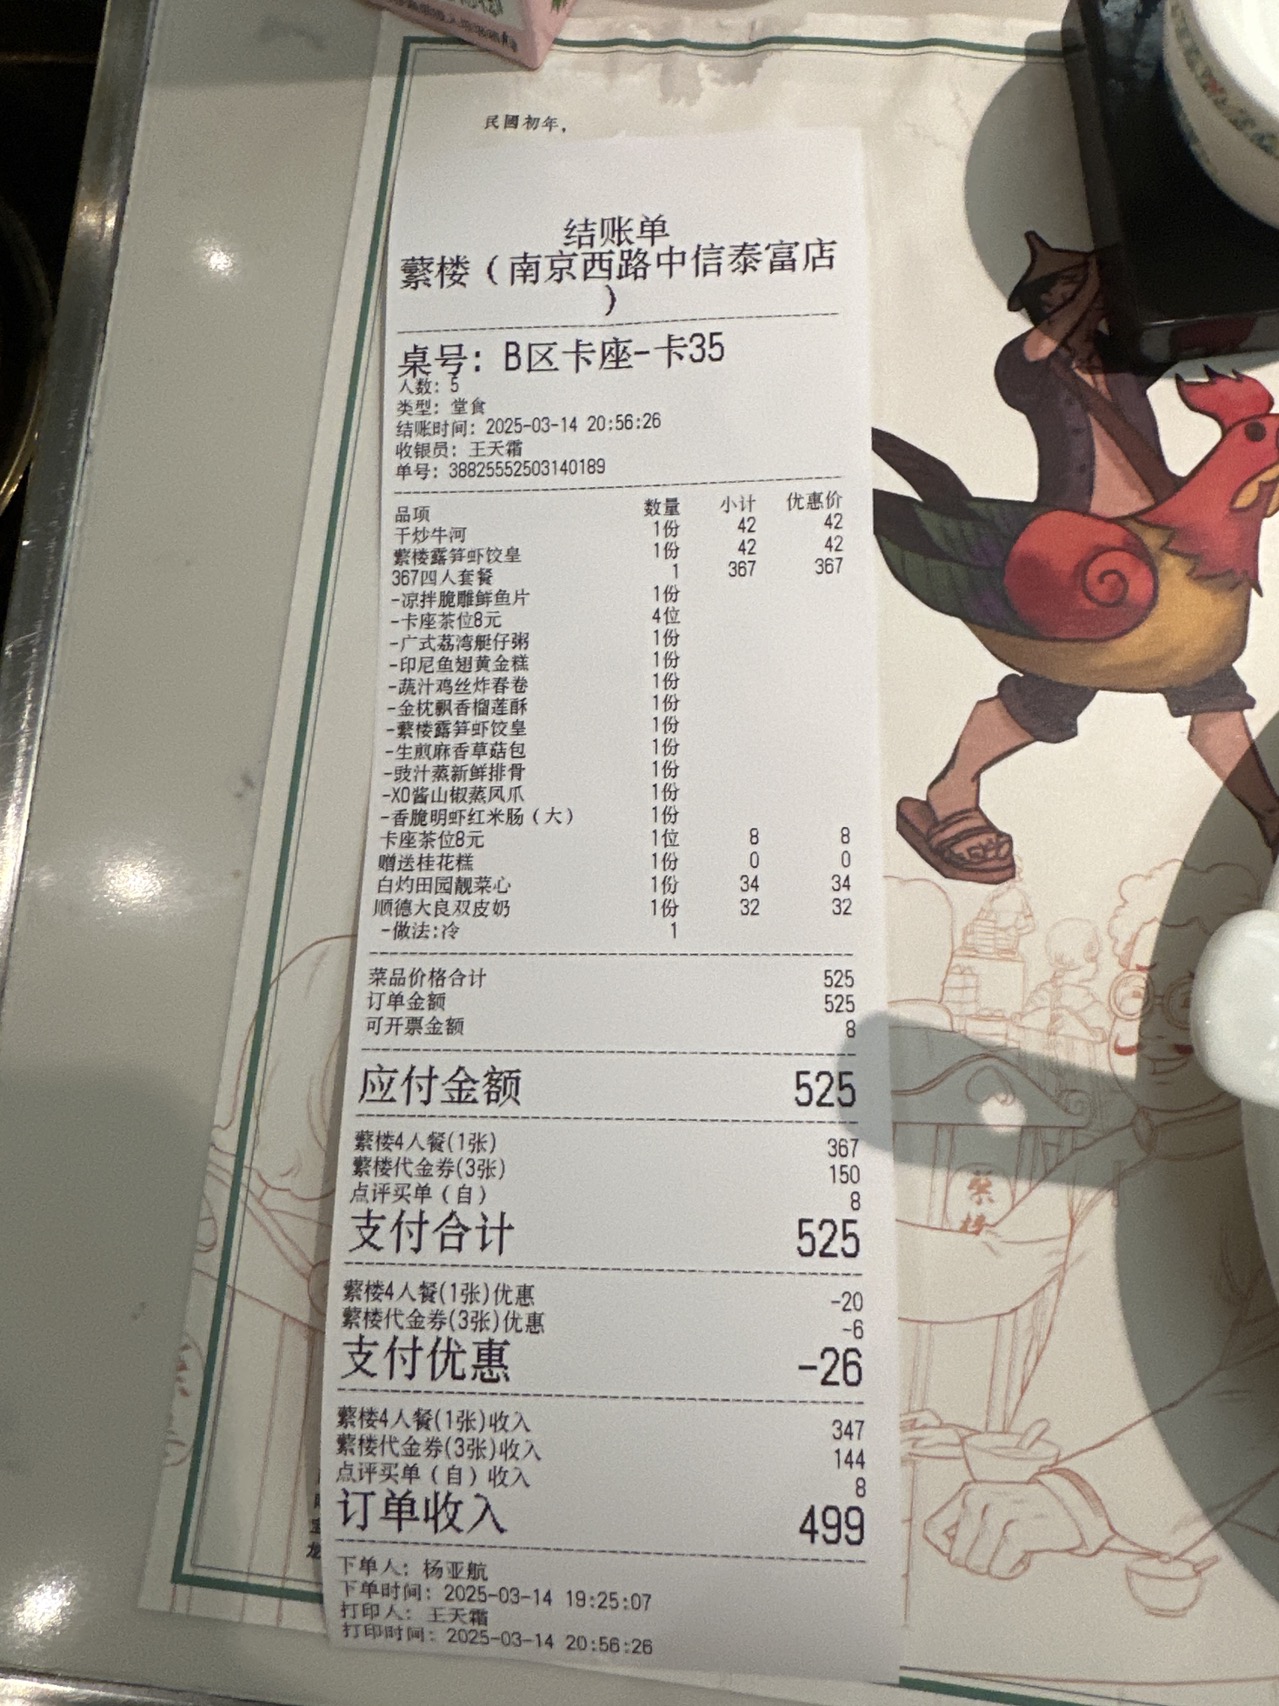 民國初年，
结账单
蘩楼（南京西路中信泰富店
）
桌号：B区卡座-卡35
人数：5
类型：堂食
结账时间：2025-03-14 20:56:26
收银员：王天霜
单号：38825552503140189
品项 数量 小计 优惠价
干炒牛河 1份 42 42
蘩楼露笋虾饺皇 1份 42 42
367四人套餐 1 367 367
-凉拌脆雕鲜鱼片 1份
-卡座茶位8元 4位
-广式荔湾艇仔粥 1份
-印尼鱼翅黄金糕 1份
-蔬汁鸡丝炸春卷 1份
-金枕飘香榴莲酥 1份
-蘩楼露笋虾饺皇 1份
-生煎麻香草菇包 1份
-豉汁蒸新鲜排骨 1份
-XO酱山椒蒸凤爪 1份
-香脆明虾红米肠（大） 1份
卡座茶位8元 1位 8 8
赠送桂花糕 1份 0 0
白灼田园靓菜心 1份 34 34
顺德大良双皮奶 1份 32 32
-做法:冷 1
菜品价格合计 525
订单金额 525
可开票金额 8
应付金额 525
蘩楼4人餐(1张) 367
蘩楼代金券(3张) 150
点评买单（自） 8
支付合计 525
蘩楼4人餐(1张)优惠 -20
蘩楼代金券(3张)优惠 -6
支付优惠 -26
蘩楼4人餐(1张)收入 347
蘩楼代金券(3张)收入 144
点评买单（自）收入 8
订单收入 499
下单人：杨亚航
下单时间：2025-03-14 19:25:07
打印人：王天霜
打印时间：2025-03-14 20:56:26